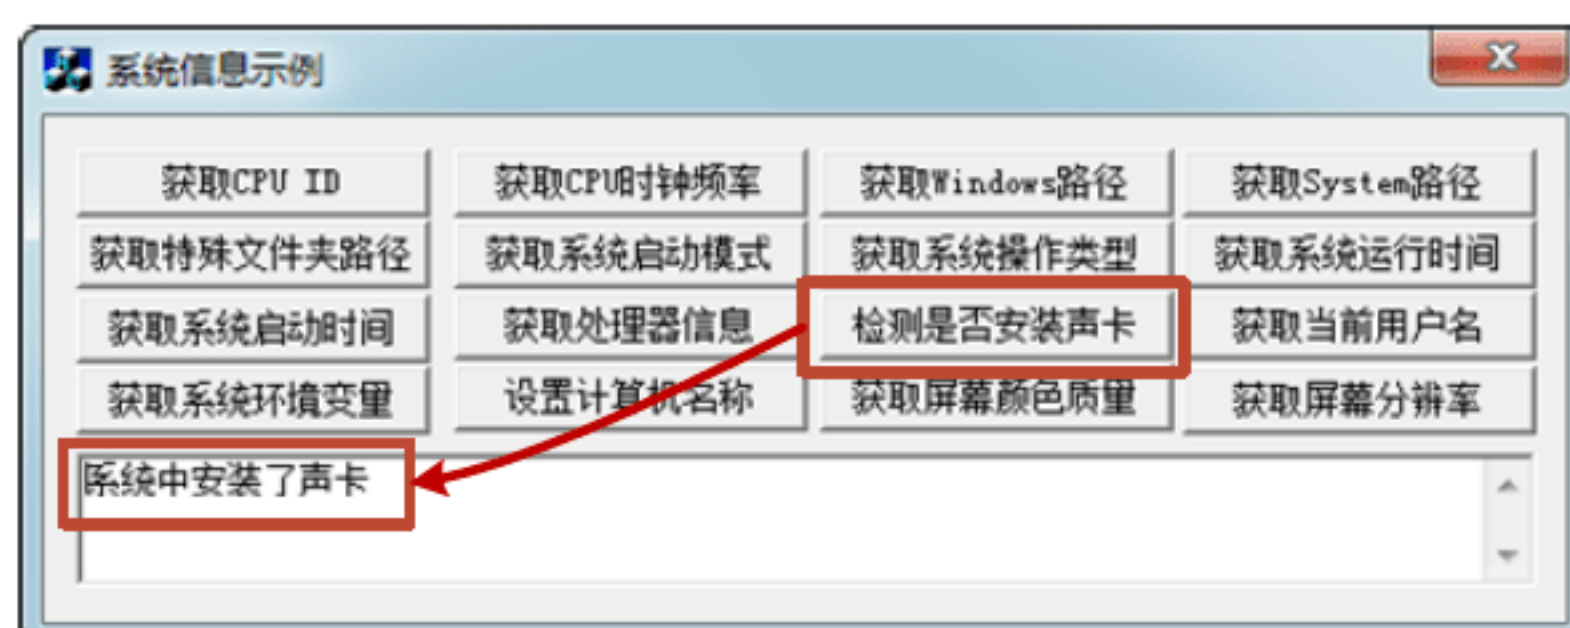 系统信息示例
获取CPU ID 获取CPU时钟频率 获取Windows路径 获取System路径
获取特殊文件夹路径 获取系统启动模式 获取系统操作类型 获取系统运行时间
获取系统启动时间 获取处理器信息 检测是否安装声卡 获取当前用户名
获取系统环境变量 设置计算机名称 获取屏幕颜色质量 获取屏幕分辨率
系统中安装了声卡